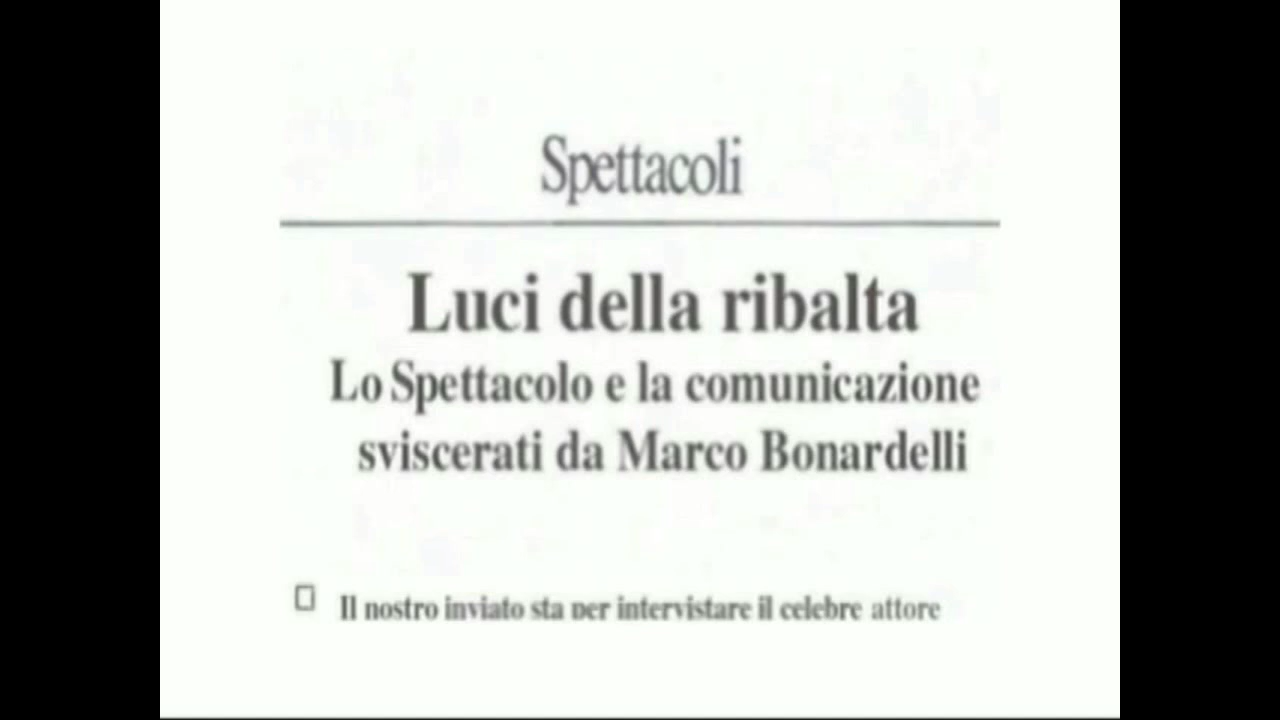 Spettacoli
Luci della ribalta
Lo Spettacolo e la comunicazione
sviscerati da Marco Bonardelli
Il nostro inviato sta per intervistare il celebre attore